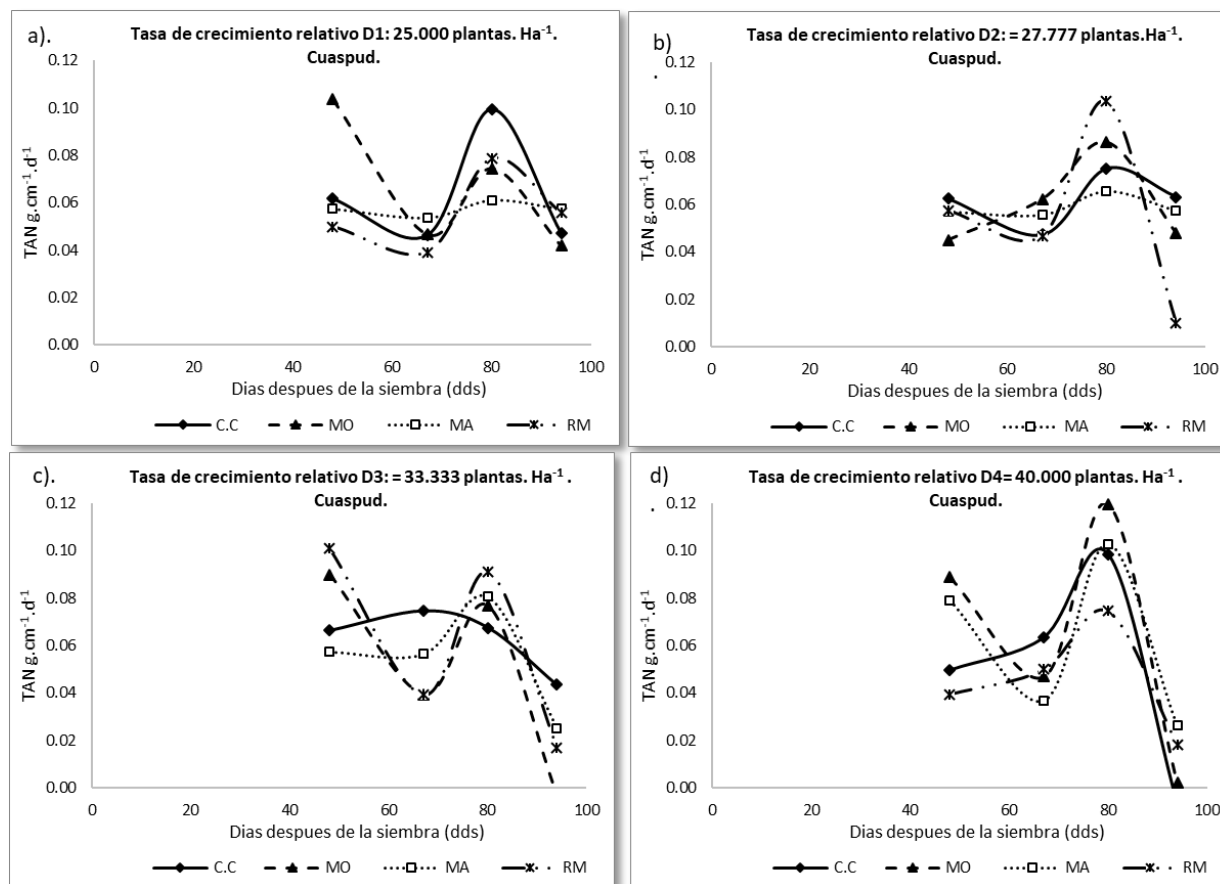 a).
Tasa de crecimiento relativo D1: 25.000 plantas. Ha⁻¹.
Cuaspud.
TAN g.cm⁻¹.d⁻¹
0.12
0.10
0.08
0.06
0.04
0.02
0.00
0 20 40 60 80 100
Dias despues de la siembra (dds)
C.C MO MA RM
b)
.
Tasa de crecimiento relativo D2: = 27.777 plantas.Ha⁻¹.
Cuaspud.
TAN g.cm⁻¹.d⁻¹
0.12
0.10
0.08
0.06
0.04
0.02
0.00
0 20 40 60 80 100
Dias despues de la siembra (dds)
C.C MO MA RM
c).
Tasa de crecimiento relativo D3: = 33.333 plantas. Ha⁻¹ .
Cuaspud.
TAN g.cm⁻¹.d⁻¹
0.12
0.10
0.08
0.06
0.04
0.02
0.00
0 20 40 60 80 100
Dias despues de la siembra (dds)
C.C MO MA RM
d)
.
Tasa de crecimiento relativo D4= 40.000 plantas. Ha⁻¹ .
Cuaspud.
TAN g.cm⁻¹.d⁻¹
0.12
0.10
0.08
0.06
0.04
0.02
0.00
0 20 40 60 80 100
Dias despues de la siembra (dds)
C.C MO MA RM